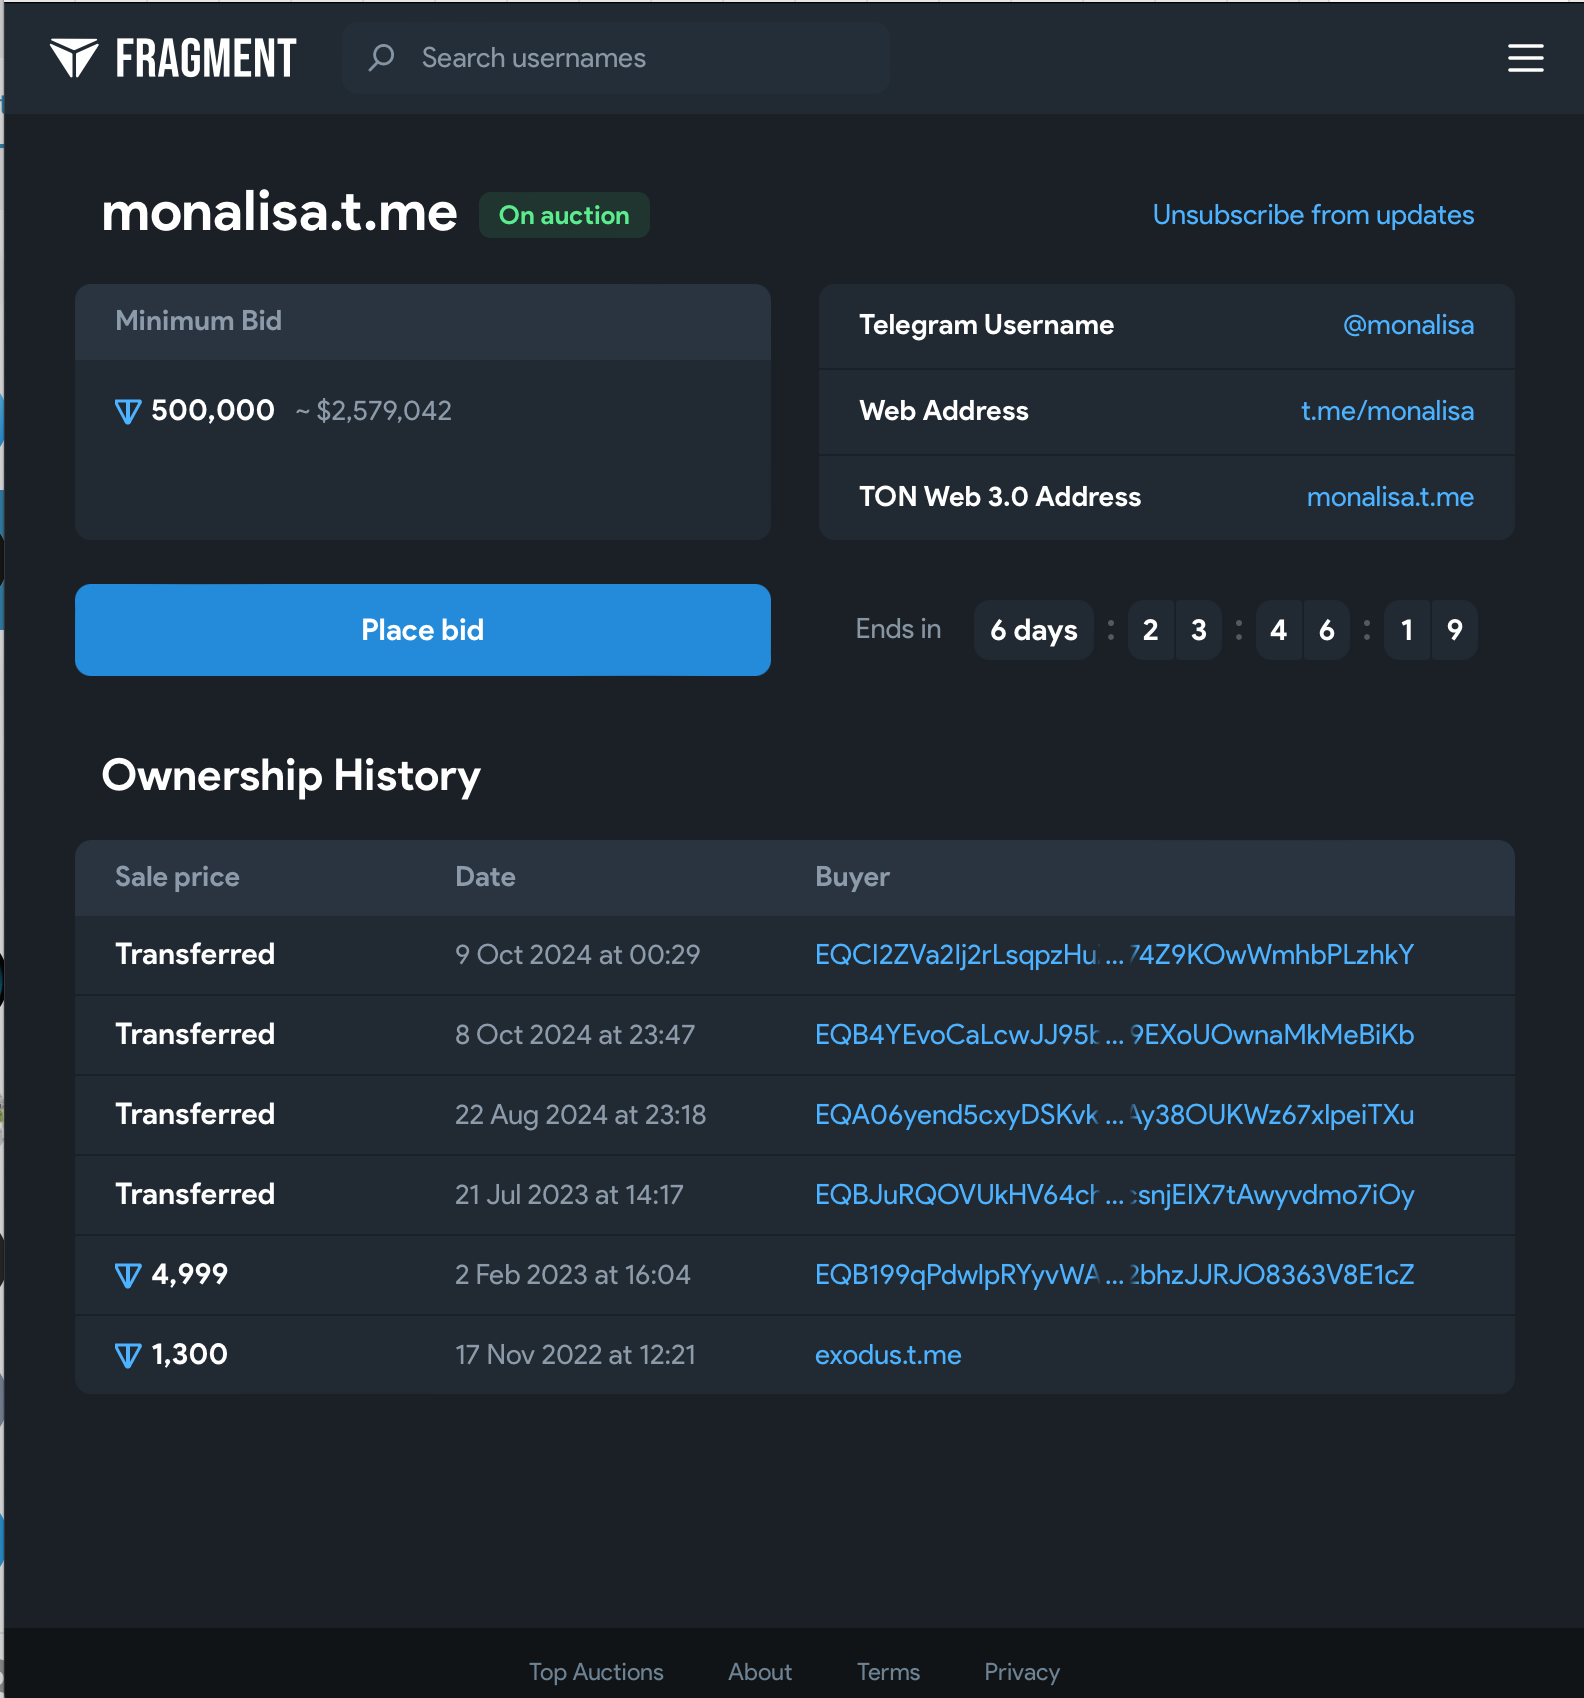 FRAGMENT
Search usernames
monalisa.t.me On auction
Unsubscribe from updates
Minimum Bid
500,000 ~ $2,579,042
Telegram Username @monalisa
Web Address t.me/monalisa
TON Web 3.0 Address monalisa.t.me
Place bid
Ends in 6 days : 2 3 : 4 6 : 1 9
Ownership History
Sale price Date Buyer
Transferred 9 Oct 2024 at 00:29 EQCI2ZVa2Ij2rLsqpzHu ... 74Z9KOwWmhbPLzhkY
Transferred 8 Oct 2024 at 23:47 EQB4YEvoCaLcwJJ95b ... 9EXoUOwnaMkMeBiKb
Transferred 22 Aug 2024 at 23:18 EQA06yend5cxyDSKvk ... Ay38OUKWz67xIpeiTXu
Transferred 21 Jul 2023 at 14:17 EQBJuRQOVUkHV64ch ... csnjEIX7tAwyvdmo7iOy
4,999 2 Feb 2023 at 16:04 EQB199qPdwIpRYyvWA ... 2bhzJJRJO8363V8E1cZ
1,300 17 Nov 2022 at 12:21 exodus.t.me
Top Auctions About Terms Privacy